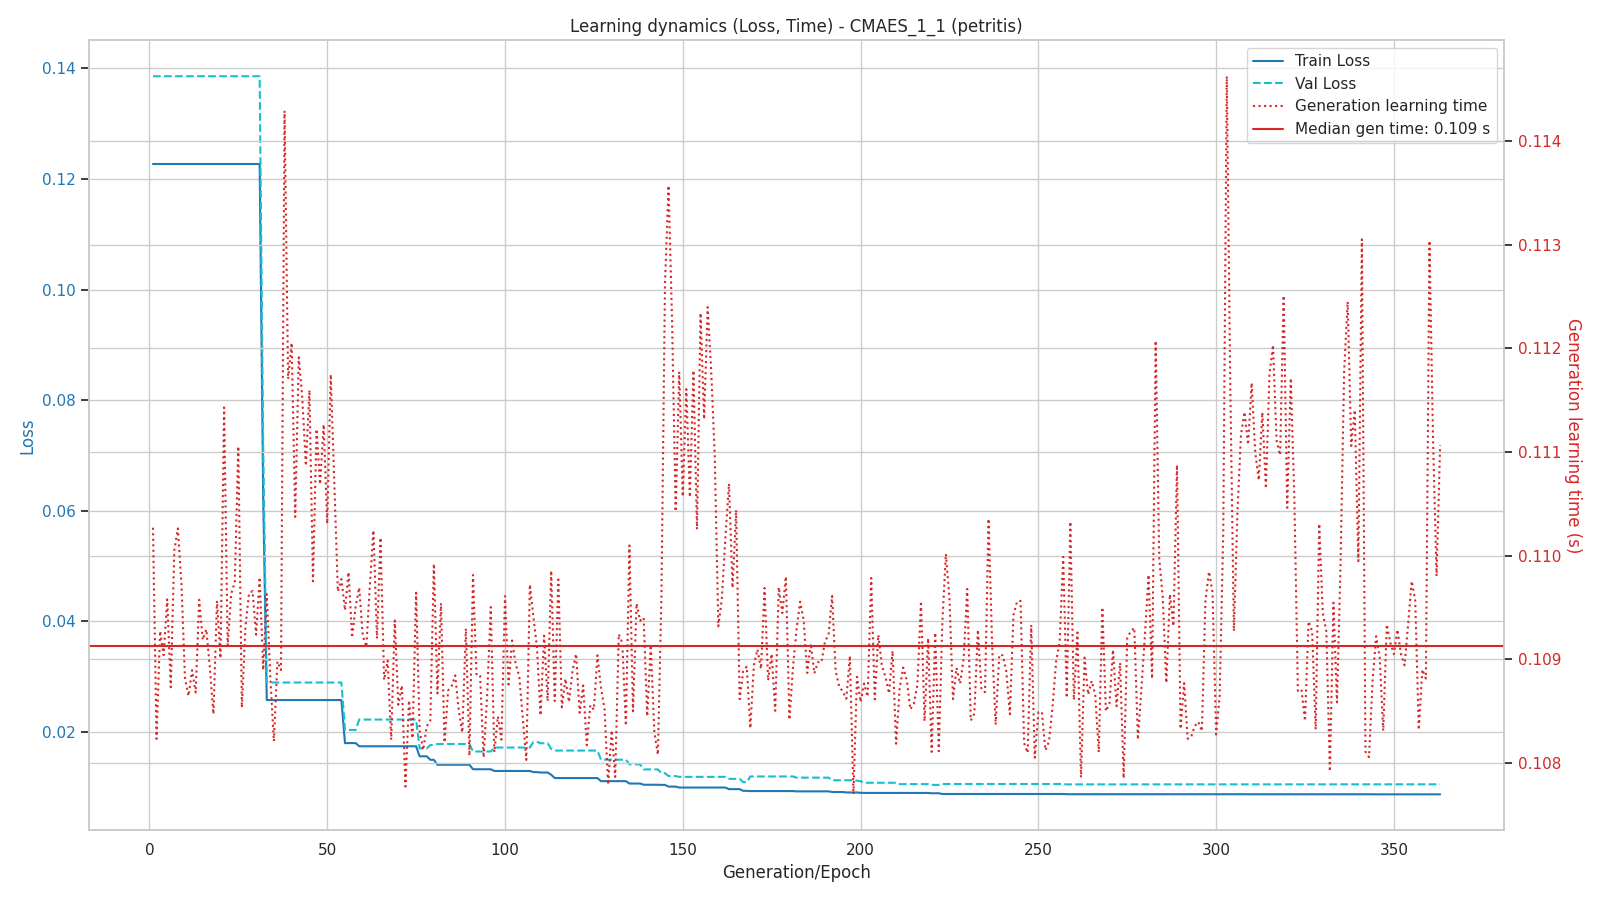 Learning dynamics (Loss, Time) - CMAES_1_1 (petritis)
Train Loss
Val Loss
Generation learning time
Median gen time: 0.109 s
Loss
0.14
0.12
0.10
0.08
0.06
0.04
0.02
0.114
0.113
0.112
0.111
0.110
0.109
0.108
Generation learning time (s)
0
50
100
150
200
250
300
350
Generation/Epoch